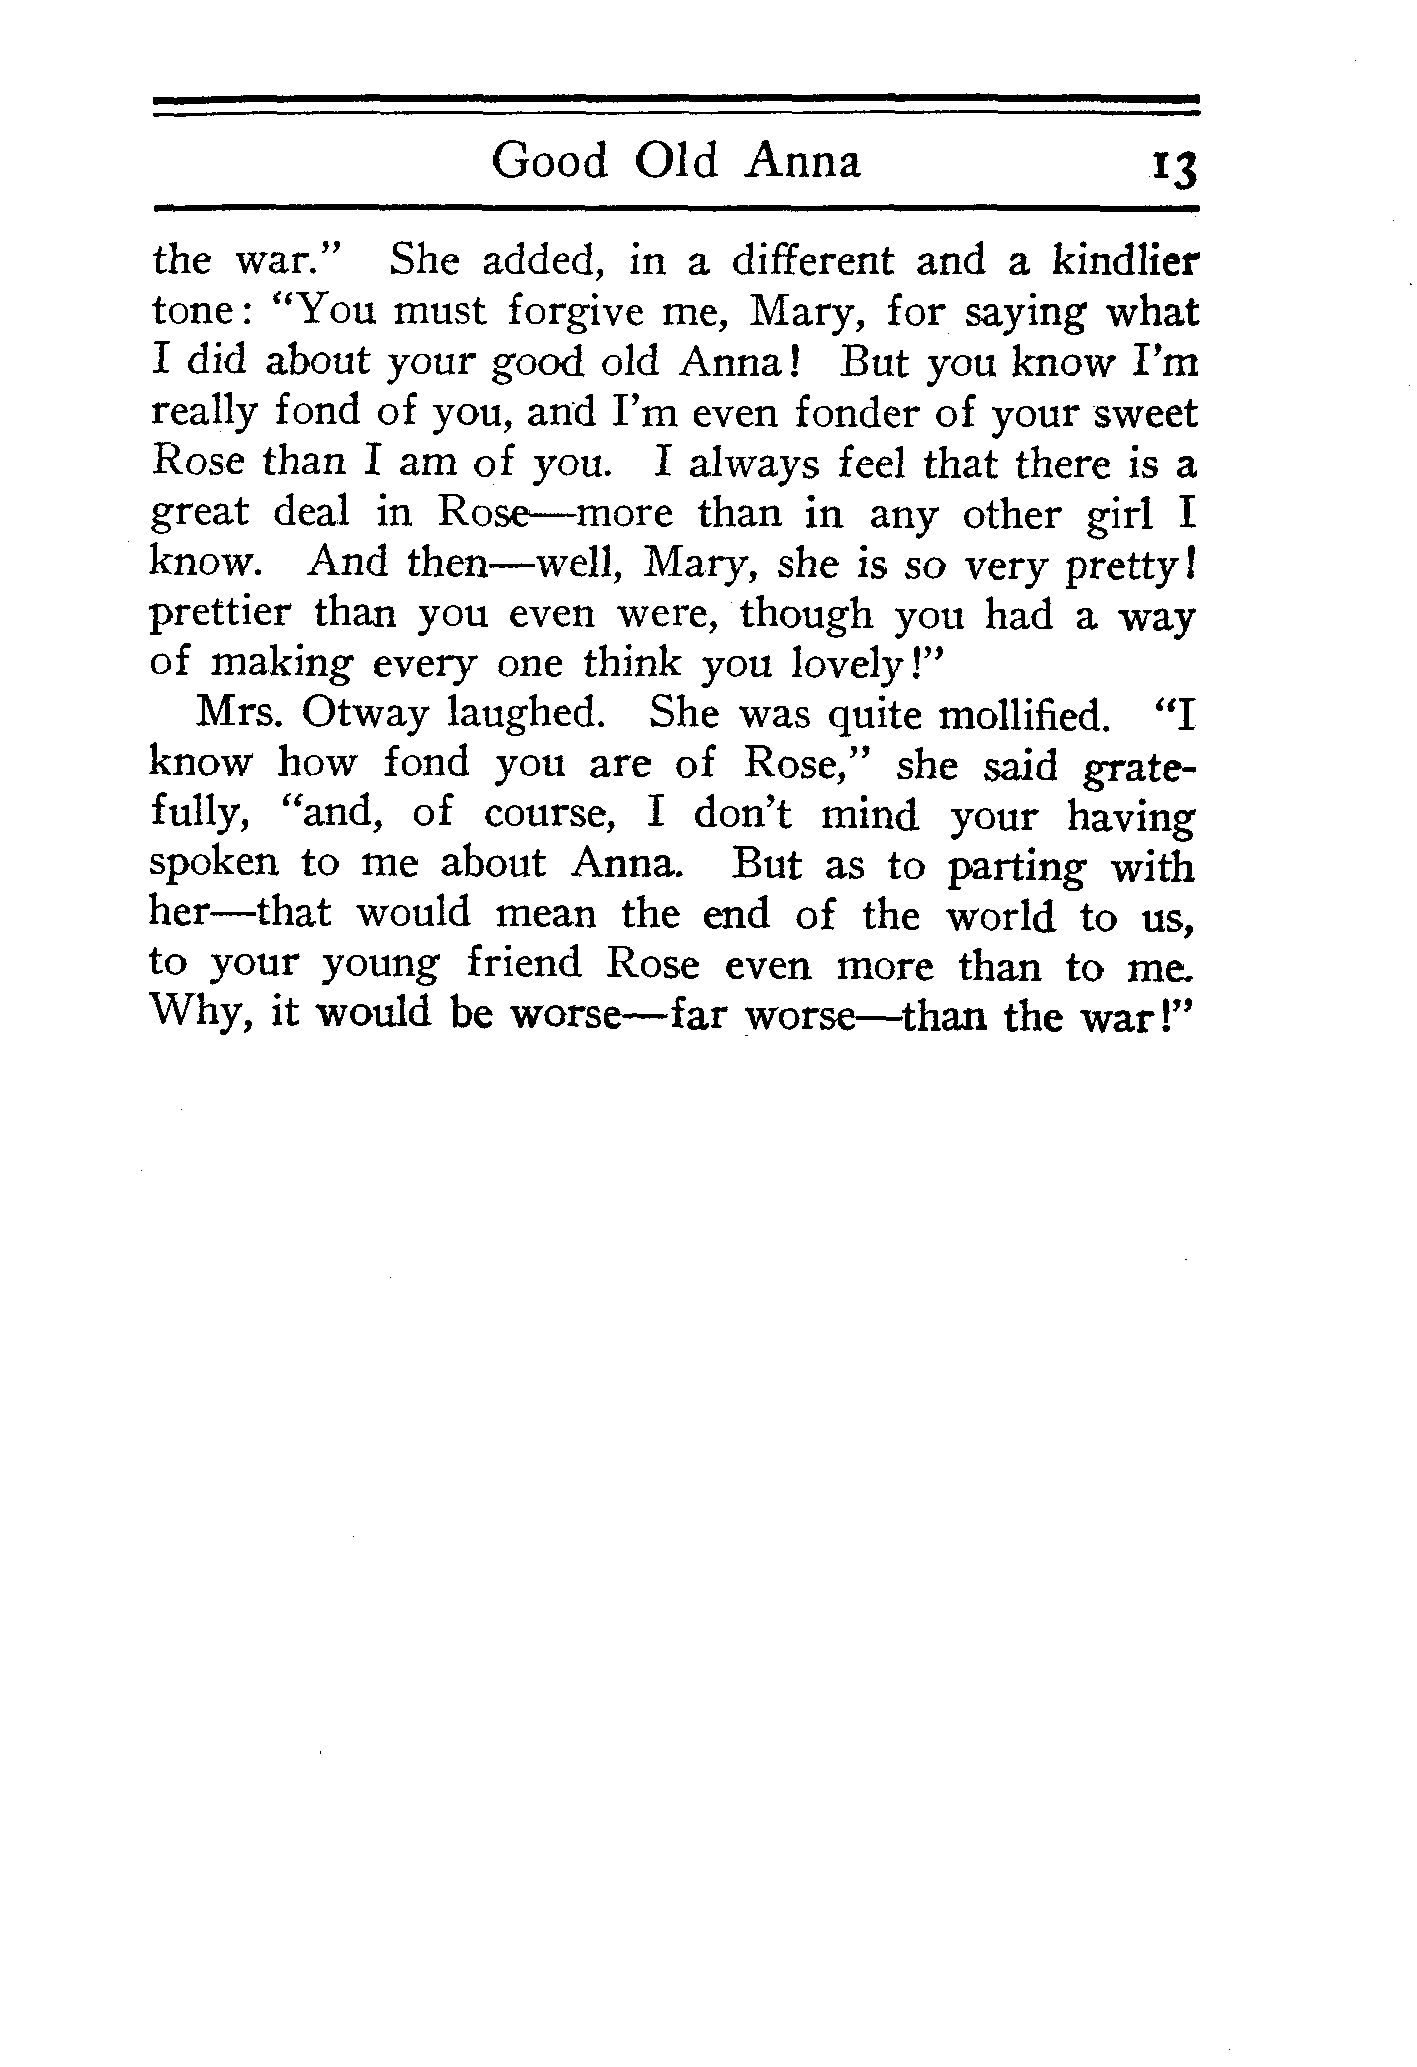 Good Old Anna 13
the war." She added, in a different and a kindlier
tone: "You must forgive me, Mary, for saying what
I did about your good old Anna! But you know I'm
really fond of you, and I'm even fonder of your sweet
Rose than I am of you. I always feel that there is a
great deal in Rose—more than in any other girl I
know. And then—well, Mary, she is so very pretty!
prettier than you even were, though you had a way
of making every one think you lovely!"
Mrs. Otway laughed. She was quite mollified. "I
know how fond you are of Rose," she said grate-
fully, "and, of course, I don't mind your having
spoken to me about Anna. But as to parting with
her—that would mean the end of the world to us,
to your young friend Rose even more than to me.
Why, it would be worse—far worse—than the war!"